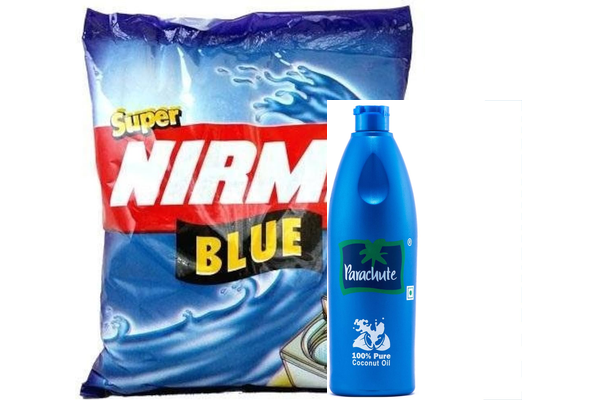 Super
NIRM
BLUE
Parachute
®
100% Pure
Coconut Oil